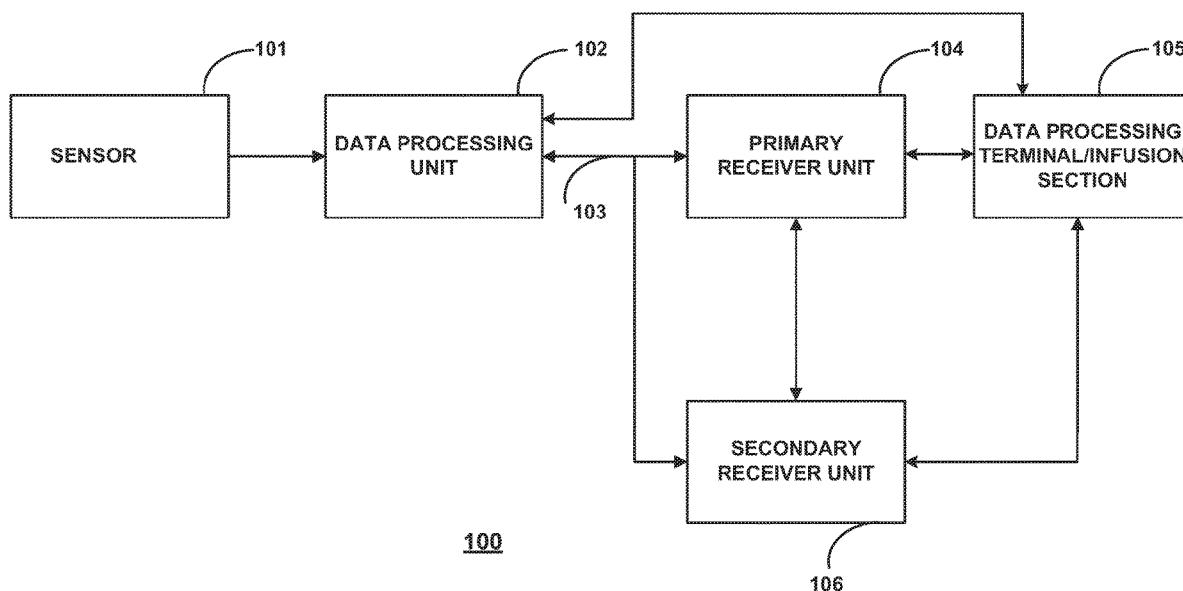 101
102
104
105
SENSOR
DATA PROCESSING
UNIT
PRIMARY
RECEIVER UNIT
DATA PROCESSING
TERMINAL/INFUSION
SECTION
103
SECONDARY
RECEIVER UNIT
100
106